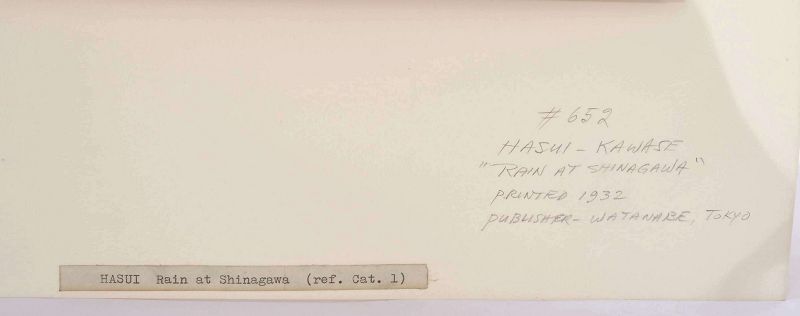 # 652
HASUI - KAWASE
"RAIN AT SHINAGAWA"
PRINTED 1932
PUBLISHER - WATANABE, TOKYO
HASUI Rain at Shinagawa (ref. Cat. 1)